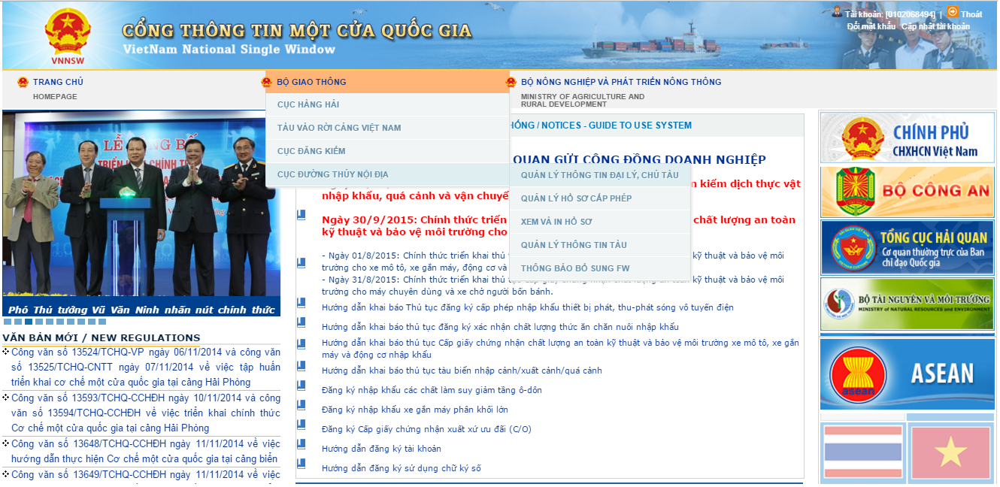 CỔNG THÔNG TIN MỘT CỬA QUỐC GIA
VietNam National Single Window
VNNSW
Tài khoản: [0102068494] | Thoát
Đổi mật khẩu Cập nhật tài khoản
TRANG CHỦ
HOMEPAGE
BỘ GIAO THÔNG
CỤC HÀNG HẢI
TÀU VÀO RỜI CẢNG VIỆT NAM
CỤC ĐĂNG KIỂM
CỤC ĐƯỜNG THỦY NỘI ĐỊA
BỘ NÔNG NGHIỆP VÀ PHÁT TRIỂN NÔNG THÔNG
MINISTRY OF AGRICULTURE AND
RURAL DEVELOPMENT
QUẢN LÝ THÔNG TIN ĐẠI LÝ, CHỦ TÀU
QUẢN LÝ HỒ SƠ CẤP PHÉP
XEM VÀ IN HỒ SƠ
QUẢN LÝ THÔNG TIN TÀU
THÔNG BÁO BỔ SUNG FW
LỄ CÔNG BỐ
Phó Thủ tướng Vũ Văn Ninh nhấn nút chính thức
VĂN BẢN MỚI / NEW REGULATIONS
Công văn số 13524/TCHQ-VP ngày 06/11/2014 và công văn
số 13525/TCHQ-CNTT ngày 07/11/2014 về việc tập huấn
triển khai cơ chế một cửa quốc gia tại cảng Hải Phòng
Công văn số 13593/TCHQ-CCHĐH ngày 10/11/2014 và công
văn số 13594/TCHQ-CCHĐH về việc triển khai chính thức
Cơ chế một cửa quốc gia tại cảng Hải Phòng
Công văn số 13648/TCHQ-CCHĐH ngày 11/11/2014 về việc
hướng dẫn thực hiện Cơ chế một cửa quốc gia tại cảng biển
Công văn số 13649/TCHQ-CCHĐH ngày 11/11/2014 về việc
HỐNG / NOTICES - GUIDE TO USE SYSTEM
QUAN GỬI CỘNG ĐỒNG DOANH NGHIỆP
n kiểm dịch thực vật
nhập khẩu, quá cảnh và vận chuyể
Ngày 30/9/2015: Chính thức triển chất lượng an toàn
kỹ thuật và bảo vệ môi trường cho
- Ngày 01/8/2015: Chính thức triển khai thủ kỹ thuật và bảo vệ môi
trường cho xe mô tô, xe gắn máy, động cơ và
- Ngày 31/8/2015: Chính thức triển khai thủ tục cấp giấy chứng nhận chất lượng an toàn kỹ thuật và bảo vệ môi
trường cho máy chuyên dùng và xe chở người bốn bánh.
Hướng dẫn khai báo Thủ tục đăng ký cấp phép nhập khẩu thiết bị phát, thu-phát sóng vô tuyến điện
Hướng dẫn khai báo thủ tục đăng ký xác nhận chất lượng thức ăn chăn nuôi nhập khẩu
Hướng dẫn khai báo thủ tục Cấp giấy chứng nhận chất lượng an toàn kỹ thuật và bảo vệ môi trường xe mô tô, xe gắn
máy và động cơ nhập khẩu
Hướng dẫn khai báo thủ tục tàu biển nhập cảnh/xuất cảnh/quá cảnh
Đăng ký nhập khẩu các chất làm suy giảm tầng ô-dôn
Đăng ký nhập khẩu xe gắn máy phân khối lớn
Đăng ký Cấp giấy chứng nhận xuất xứ ưu đãi (C/O)
Hướng dẫn đăng ký tài khoản
Hướng dẫn đăng ký sử dụng chữ ký số
CHÍNH PHỦ
CHXHCN Việt Nam
BỘ CÔNG AN
TỔNG CỤC HẢI QUAN
Cơ quan thường trực của Ban
chỉ đạo Quốc gia
BỘ TÀI NGUYÊN VÀ MÔI TRƯỜNG
MINISTRY OF NATURAL RESOURCES and ENVIRONMENT
ASEAN
asean